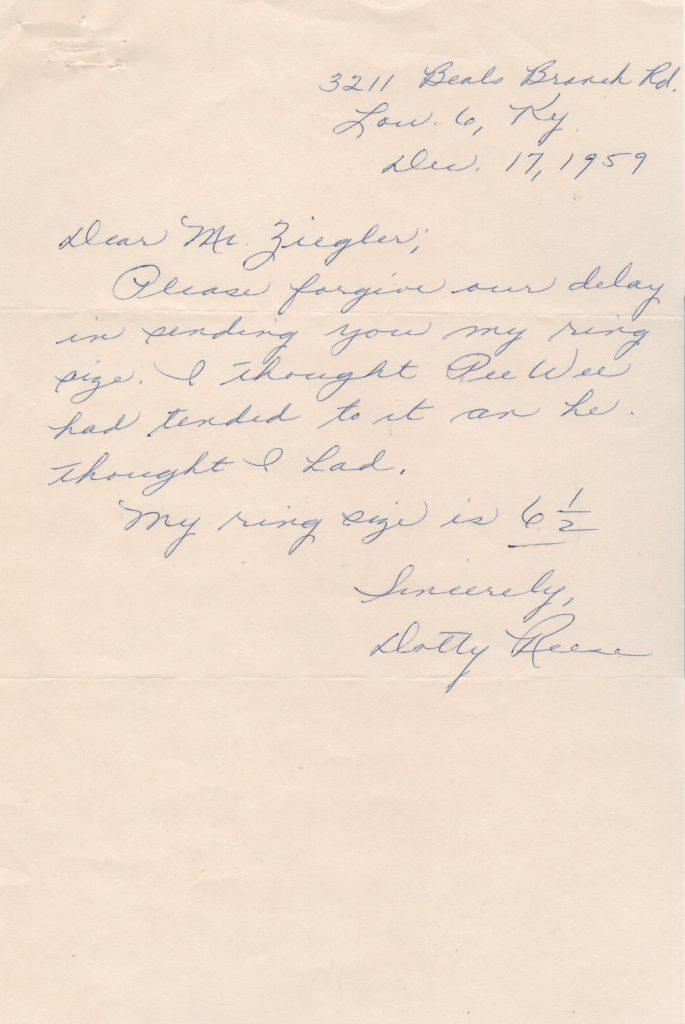 3211 Beals Branch Rd.
Lou. 6, Ky.
Dec. 17, 1959
Dear Mr. Ziegler;
Please forgive our delay
in sending you my ring
size. I thought Pee Wee
had tended to it an he.
thought I had.
My ring size is 6 1/2
Sincerely,
Dotty Reese